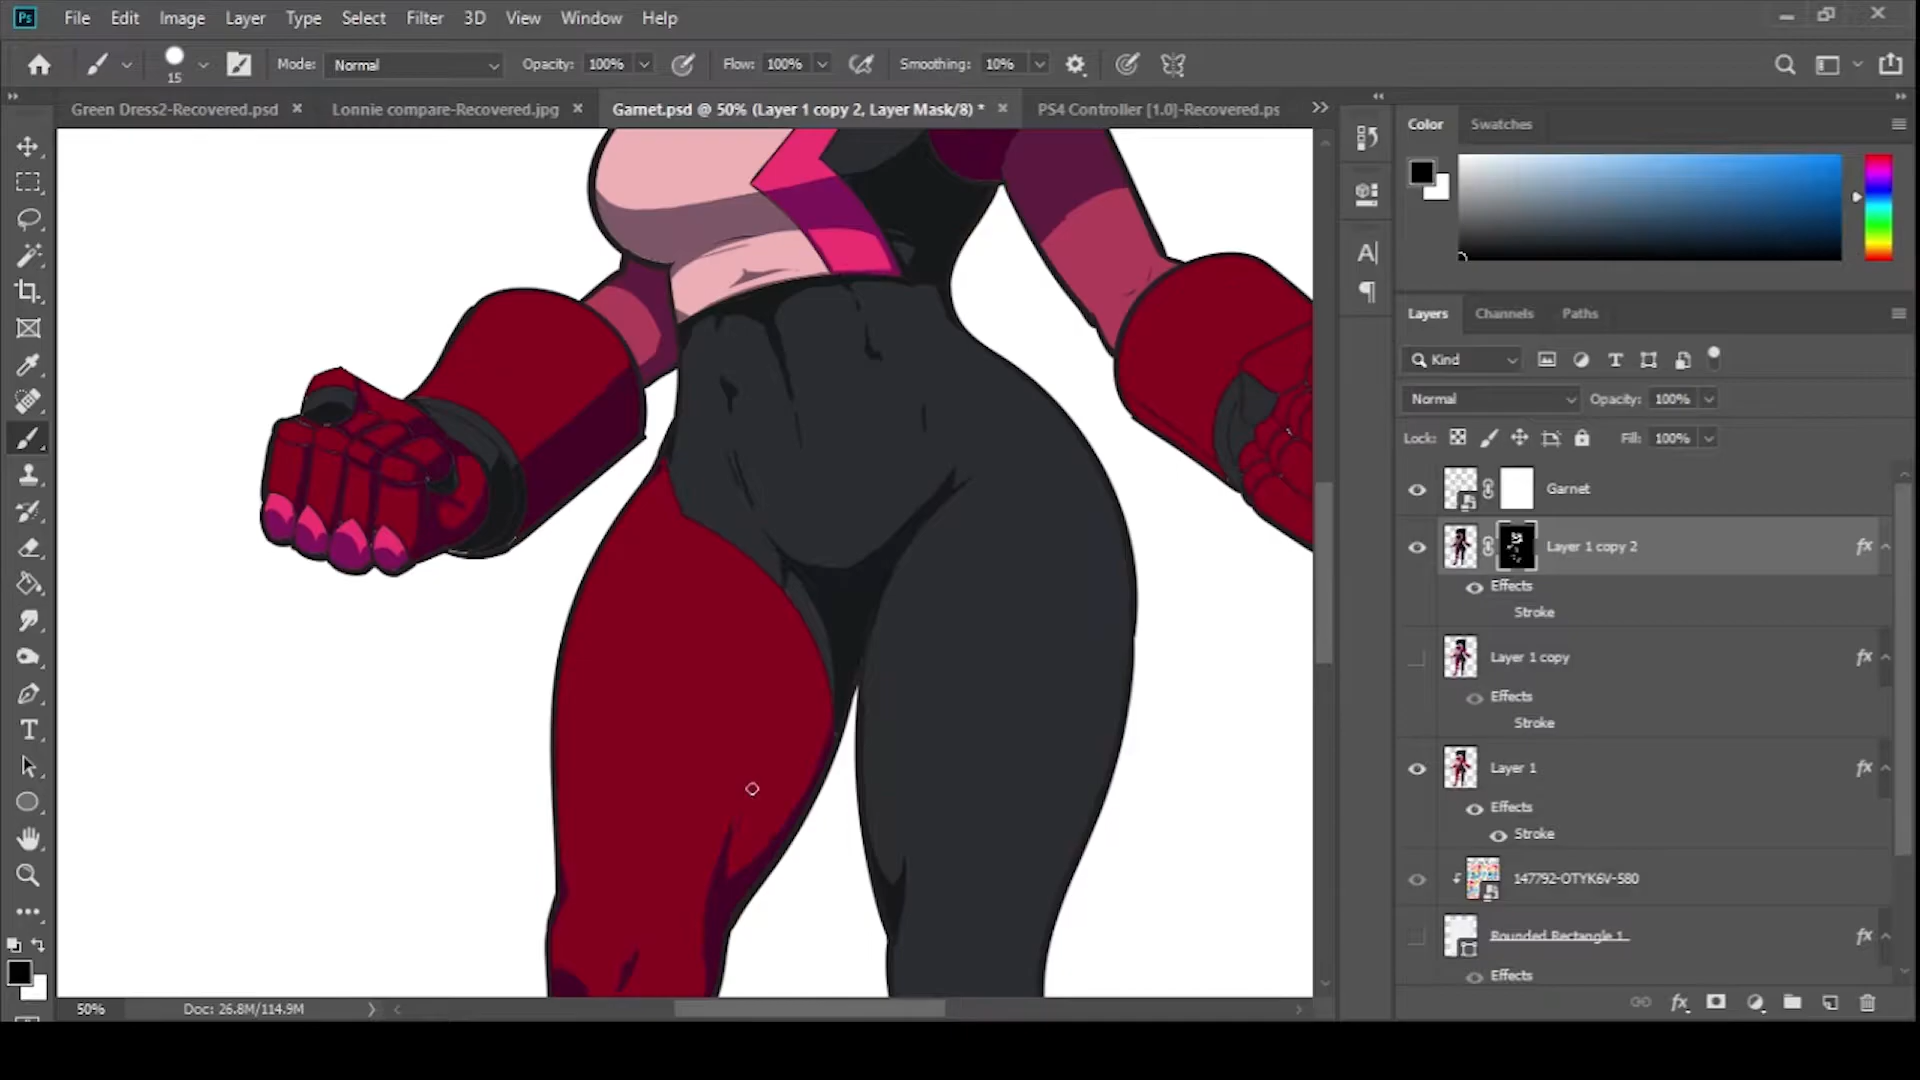 Ps File Edit Image Layer Type Select Filter 3D View Window Help
15 Mode: Normal Opacity: 100% Flow: 100% Smoothing: 10%
Green Dress2-Recovered.psd × Lonnie compare-Recovered.jpg × Garnet.psd @ 50% (Layer 1 copy 2, Layer Mask/8) * × PS4 Controller [1.0]-Recovered.ps
Color Swatches
Layers Channels Paths
Kind
Normal Opacity: 100%
Lock: Fill: 100%
Garnet
Layer 1 copy 2 fx
Effects
Stroke
Layer 1 copy fx
Effects
Stroke
Layer 1 fx
Effects
Stroke
147792-OTYK6V-580
Rounded Rectangle 1 fx
Effects
50% Doc: 26.8M/114.9M